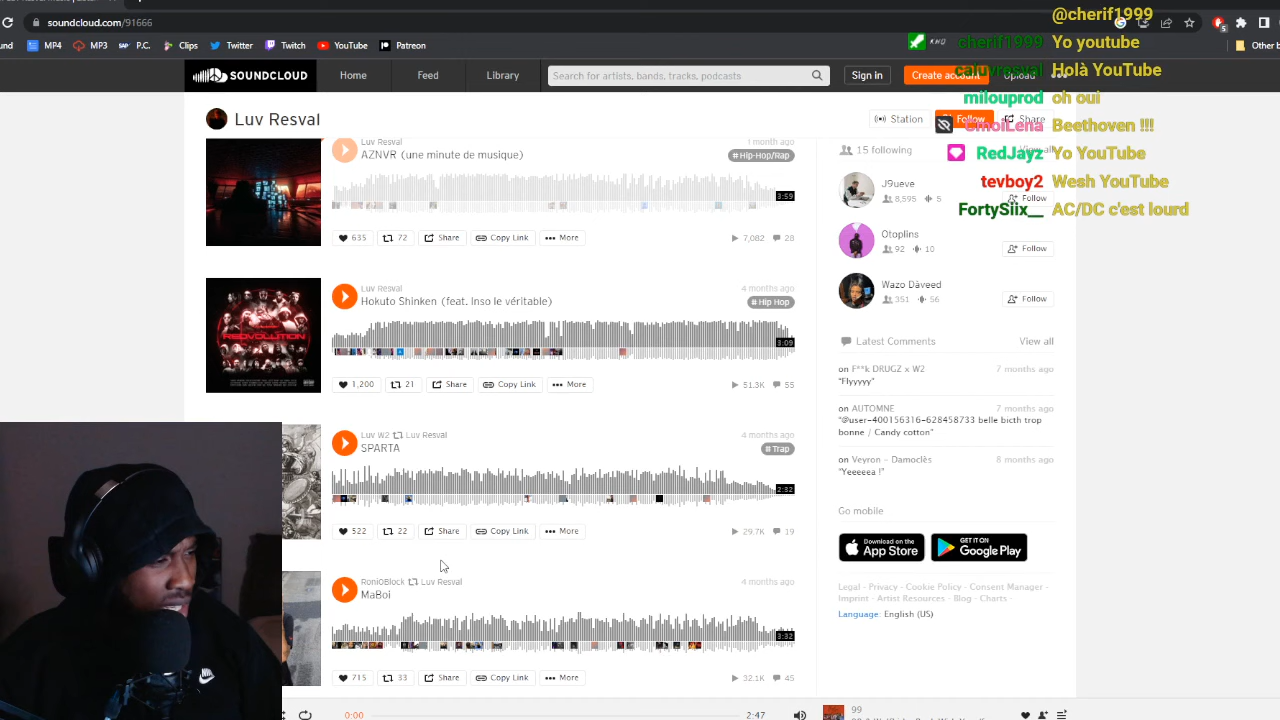 soundcloud.com/91666
@cherif1999
cherif1999 Yo youtube
und MP4 MP3 P.C. Clips Twitter Twitch YouTube Patreon Other
caluvresval Holà YouTube
SOUNDCLOUD Home Feed Library Search for artists, bands, tracks, podcasts Sign in Create account Upload
milouprod oh oui
Luv Resval Station Follow Share
EmoiLena Beethoven !!!
RedJayz Yo YouTube
tevboy2 Wesh YouTube
FortySiix__ AC/DC c'est lourd
Luv Resval 1 month ago
AZNVR (une minute de musique) # Hip-Hop/Rap
3:59
635 72 Share Copy Link More 7,082 28
Luv Resval 4 months ago
Hokuto Shinken (feat. Inso le véritable) # Hip Hop
REDVOLUTION
3:09
1,200 21 Share Copy Link More 51.3K 55
Luv W2 Luv Resval 4 months ago
SPARTA # Trap
2:32
522 22 Share Copy Link More 29.7K 19
Roni0Block Luv Resval 4 months ago
MaBoi
3:32
715 33 Share Copy Link More 32.1K 45
15 following View all
J9ueve
8,595 5 Follow
Otoplins
92 10 Follow
Wazo Dàveed
351 56 Follow
Latest Comments View all
on F**k DRUGZ x W2 7 months ago
"Flyyyyy"
on AUTOMNE 7 months ago
"@user-400156316-628458733 belle bicth trop
bonne / Candy cotton"
on Veyron - Damoclès 8 months ago
"Yeeeeea !"
Go mobile
Download on the App Store GET IT ON Google Play
Legal - Privacy - Cookie Policy - Consent Manager -
Imprint - Artist Resources - Blog - Charts -
Language: English (US)
0:00 2:47 99